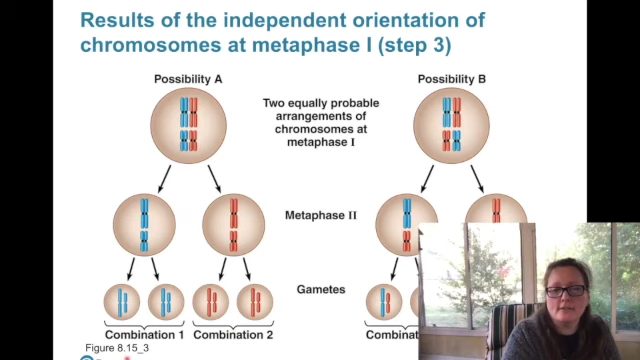 Results of the independent orientation of
chromosomes at metaphase I (step 3)
Possibility A
Possibility B
Two equally probable
arrangements of
chromosomes at
metaphase I
Metaphase II
Gametes
Combination 1
Combination 2
Figure 8.15_3